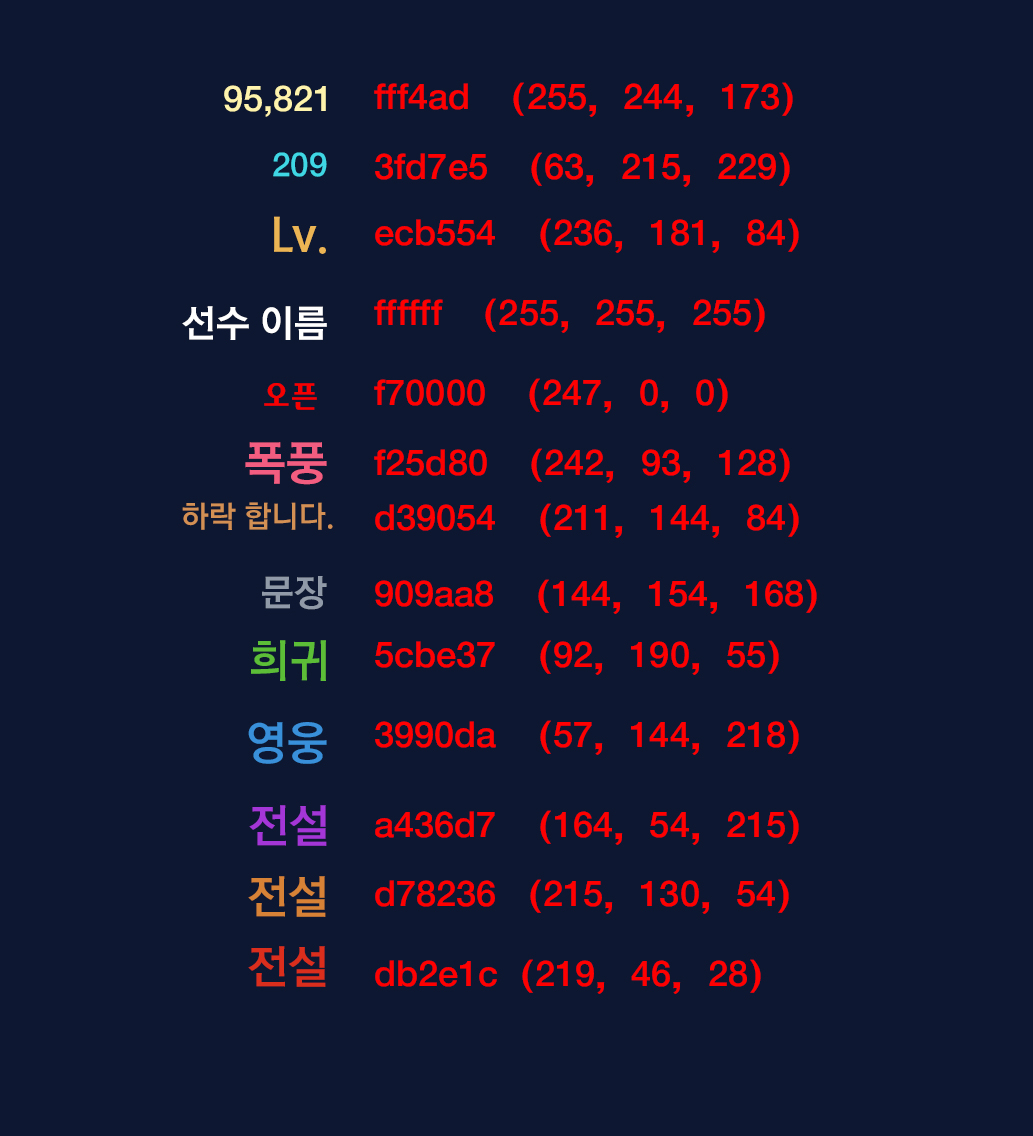 95,821 fff4ad (255, 244, 173)
209 3fd7e5 (63, 215, 229)
Lv. ecb554 (236, 181, 84)
선수 이름 ffffff (255, 255, 255)
오픈 f70000 (247, 0, 0)
폭풍 f25d80 (242, 93, 128)
하락 합니다. d39054 (211, 144, 84)
문장 909aa8 (144, 154, 168)
희귀 5cbe37 (92, 190, 55)
영웅 3990da (57, 144, 218)
전설 a436d7 (164, 54, 215)
전설 d78236 (215, 130, 54)
전설 db2e1c (219, 46, 28)